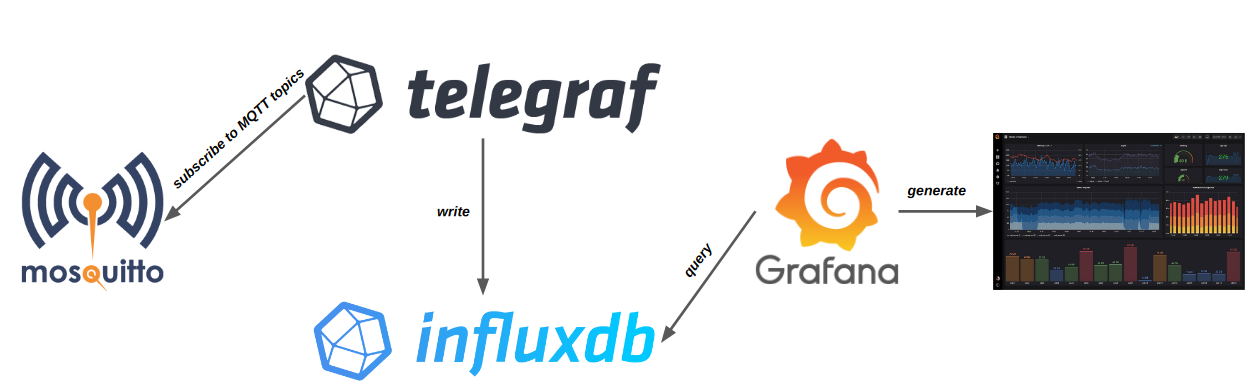 telegraf
subscribe to MQTT topics
mosquitto
write
influxdb
query
Grafana
generate